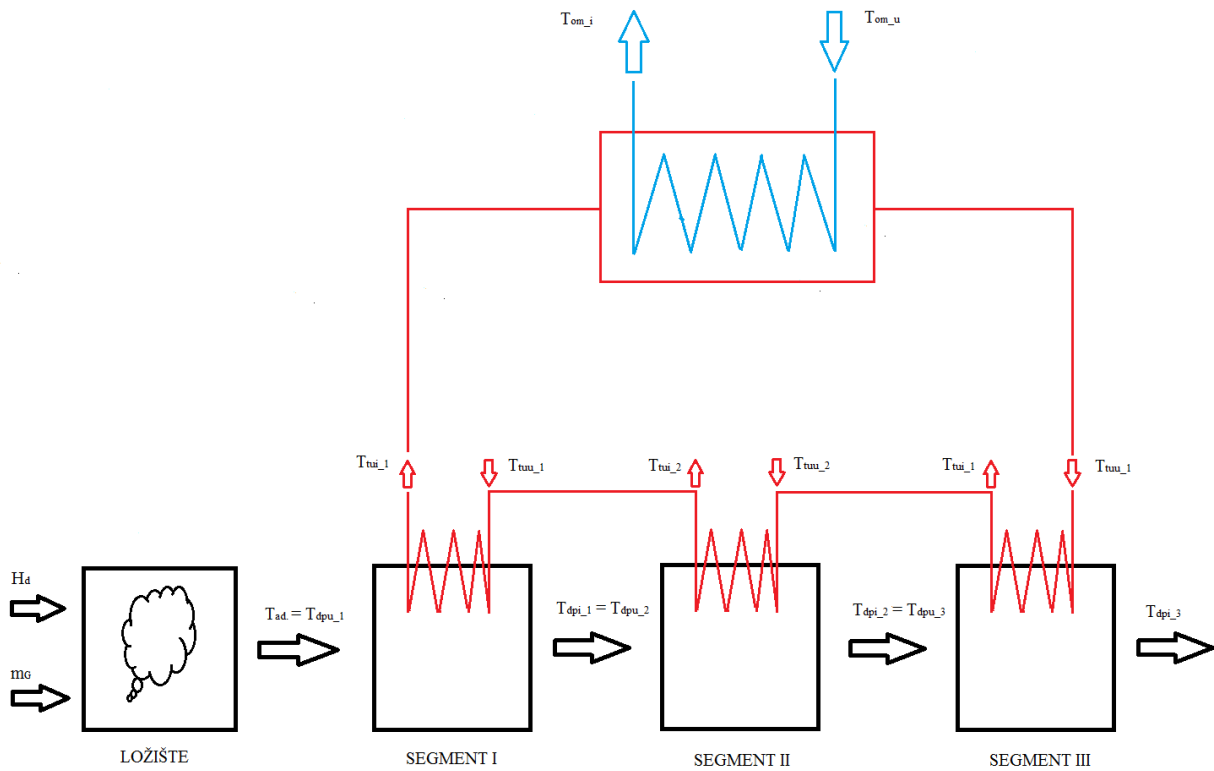 Tom_i
Tom_u
Ttui_1
Ttuu_1
Ttui_2
Ttuu_2
Ttui_1
Ttuu_1
Hd
Tad. = Tdpu_1
Tdpi_1 = Tdpu_2
Tdpi_2 = Tdpu_3
Tdpi_3
mG
LOŽIŠTE
SEGMENT I
SEGMENT II
SEGMENT III